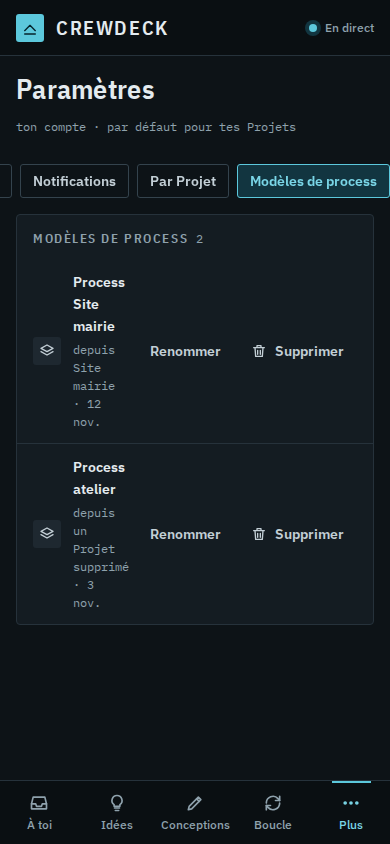 CREWDECK
En direct
Paramètres
ton compte · par défaut pour tes Projets
Notifications
Par Projet
Modèles de process
MODÈLES DE PROCESS 2
Process
Site
mairie
depuis
Site
mairie
· 12
nov.
Renommer
Supprimer
Process
atelier
depuis
un
Projet
supprimé
· 3
nov.
Renommer
Supprimer
À toi
Idées
Conceptions
Boucle
Plus